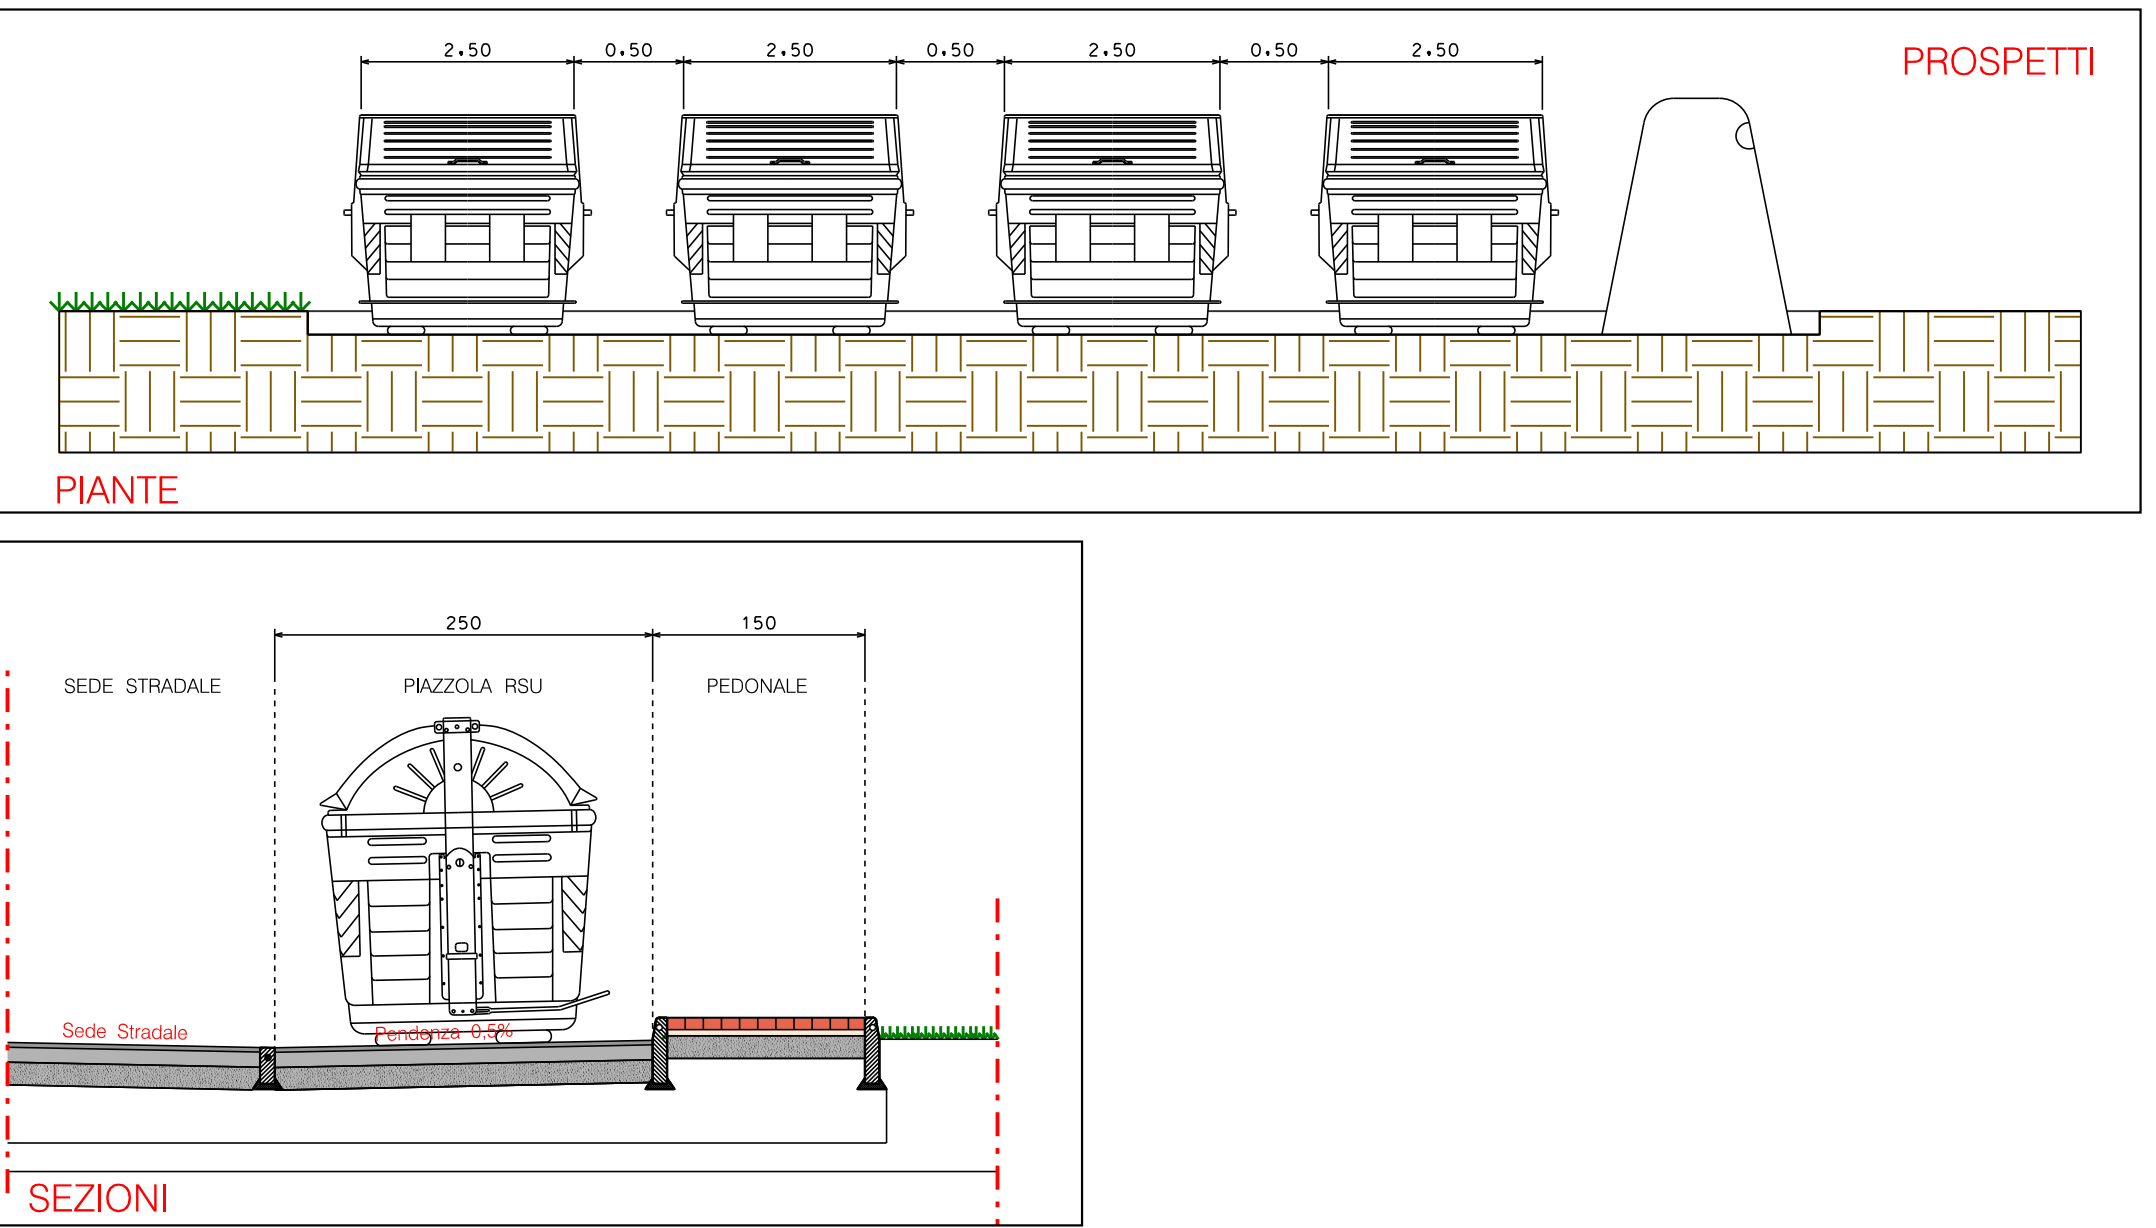 2.50 0.50 2.50 0.50 2.50 0.50 2.50
PROSPETTI
PIANTE
250 150
SEDE STRADALE PIAZZOLA RSU PEDONALE
Sede Stradale Pendenza 0,5%
SEZIONI